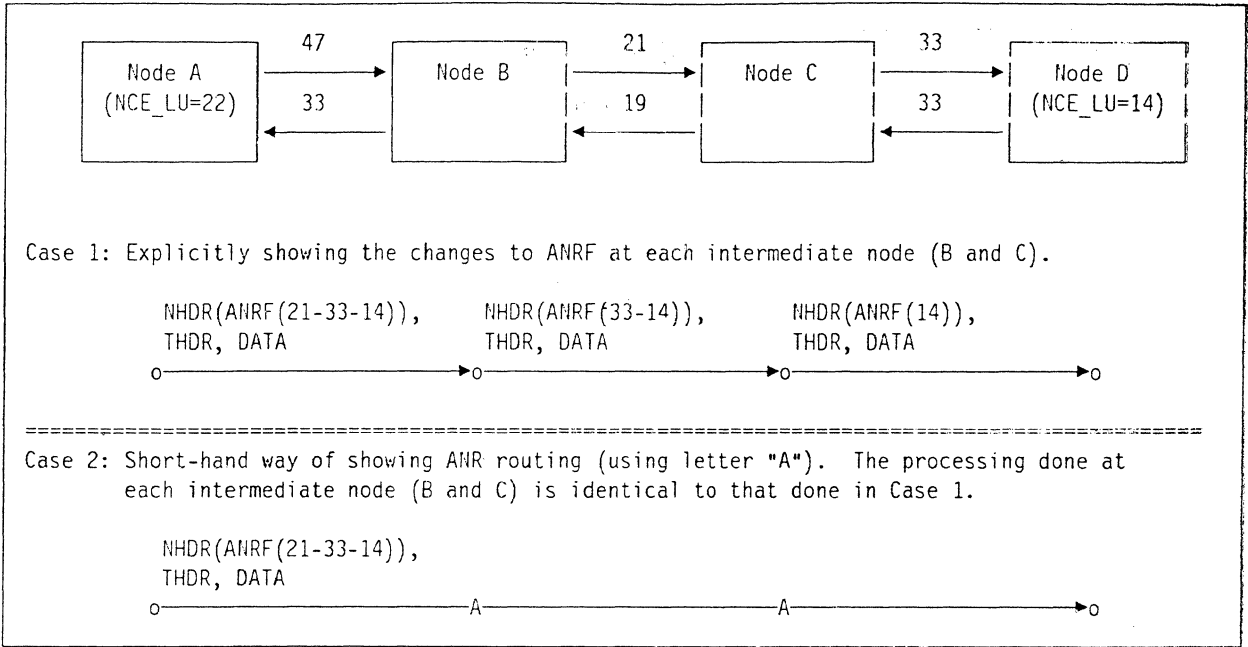 47 21 33
Node A Node B Node C Node D
(NCE_LU=22) 33 19 33 (NCE_LU=14)
Case 1: Explicitly showing the changes to ANRF at each intermediate node (B and C).
NHDR(ANRF(21-33-14)), NHDR(ANRF(33-14)), NHDR(ANRF(14)),
THDR, DATA THDR, DATA THDR, DATA
o o o o
==========================================================================================
Case 2: Short-hand way of showing ANR routing (using letter "A"). The processing done at
each intermediate node (B and C) is identical to that done in Case 1.
NHDR(ANRF(21-33-14)),
THDR, DATA
o A A o